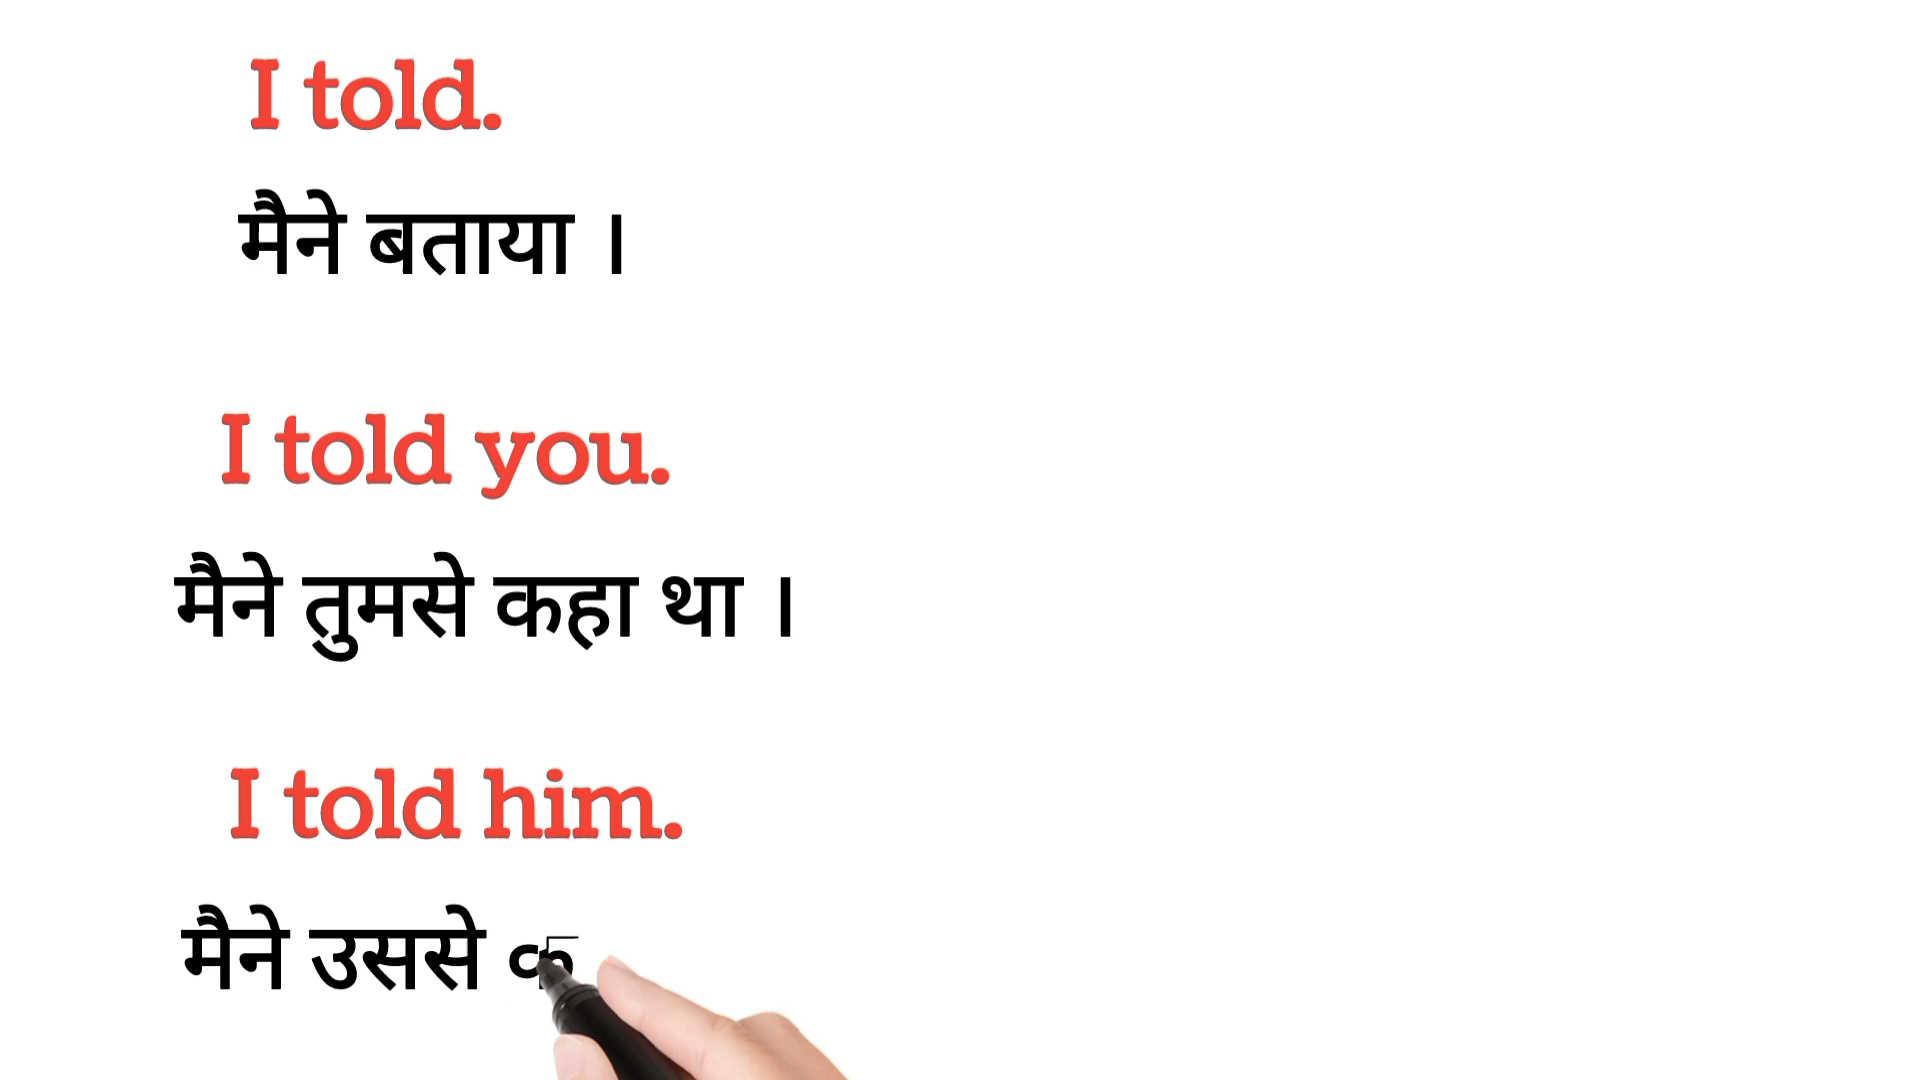 I told.
मैने बताया ।
I told you.
मैने तुमसे कहा था ।
I told him.
मैने उससे